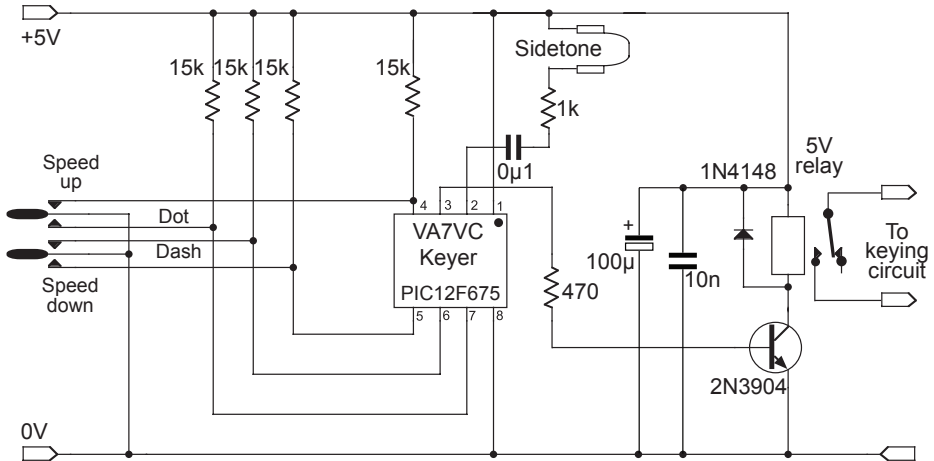 +5V
15k
15k
15k
15k
Sidetone
1k
0µ1
Speed
up
Dot
Dash
Speed
down
4
3
2
1
VA7VC
Keyer
PIC12F675
5
6
7
8
470
+
100µ
10n
1N4148
5V
relay
To
keying
circuit
2N3904
0V